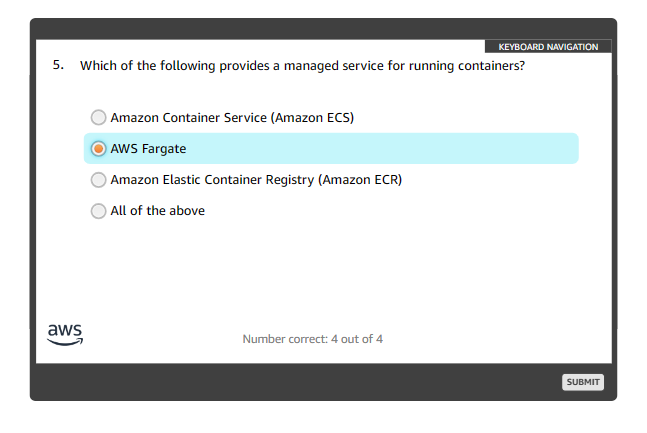 KEYBOARD NAVIGATION
5. Which of the following provides a managed service for running containers?
Amazon Container Service (Amazon ECS)
AWS Fargate
Amazon Elastic Container Registry (Amazon ECR)
All of the above
aws
Number correct: 4 out of 4
SUBMIT